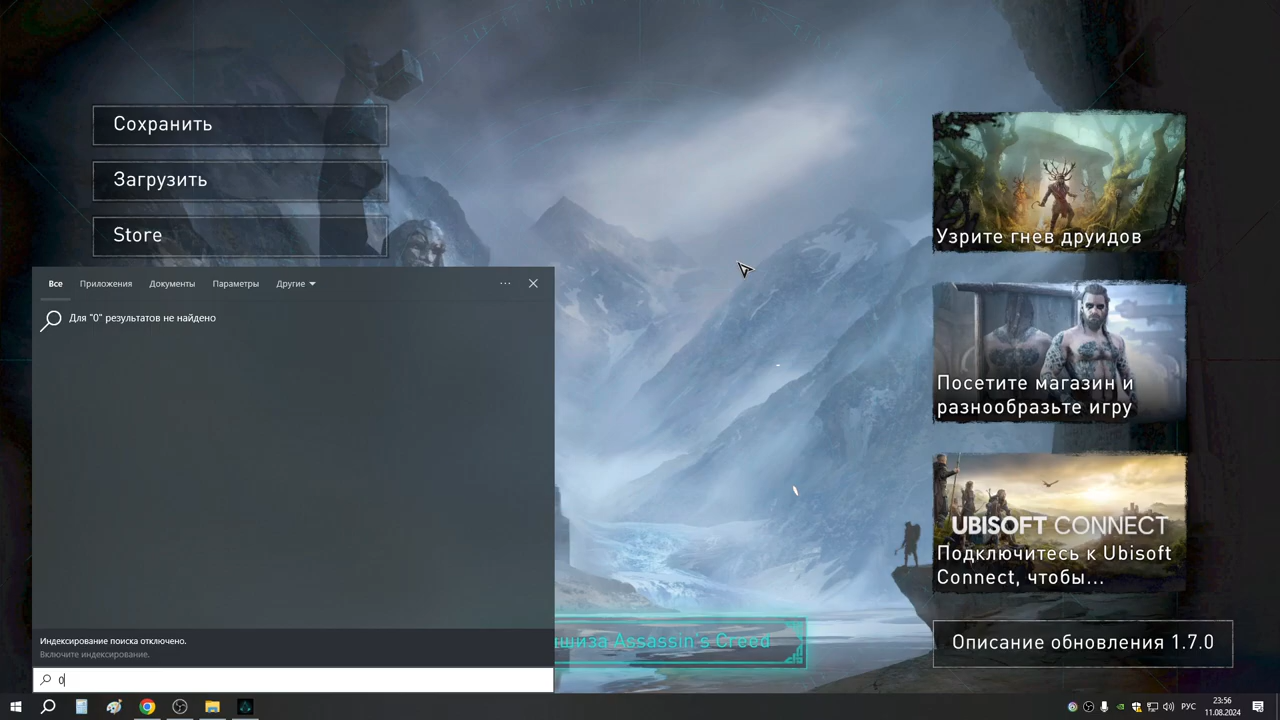 Сохранить
Загрузить
Store
Все
Приложения
Документы
Параметры
Другие
Для "0" результатов не найдено
Индексирование поиска отключено.
Включите индексирование.
0
Assassin's Creed
Узрите гнев друидов
Посетите магазин и
разнообразьте игру
UBISOFT CONNECT
Подключитесь к Ubisoft
Connect, чтобы...
Описание обновления 1.7.0
РУС
23:56
11.08.2024